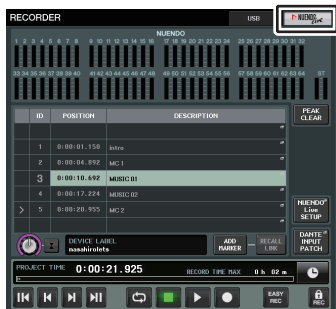 RECORDER
USB
NUENDO Live
NUENDO
1 2 3 4 5 6 7 8 9 10 11 12 13 14 15 16 17 18 19 20 21 22 23 24 25 26 27 28 29 30 31 32
33 34 35 36 37 38 39 40 41 42 43 44 45 46 47 48 49 50 51 52 53 54 55 56 57 58 59 60 61 62 63 64 ST
PEAK CLEAR
ID POSITION DESCRIPTION
1 0:00:01.150 intro
2 0:00:04.892 MC 1
3 0:00:10.692 MUSIC 01
4 0:00:17.224 MUSIC 02
> 5 0:00:20.955 MC 2
NUENDO Live SETUP
DEVICE LABEL
masahirolets
ADD MARKER
RECALL LINK
DANTE INPUT PATCH
PROJECT TIME 0:00:21.925 RECORD TIME MAX 0 h 02 m
EASY REC
REC